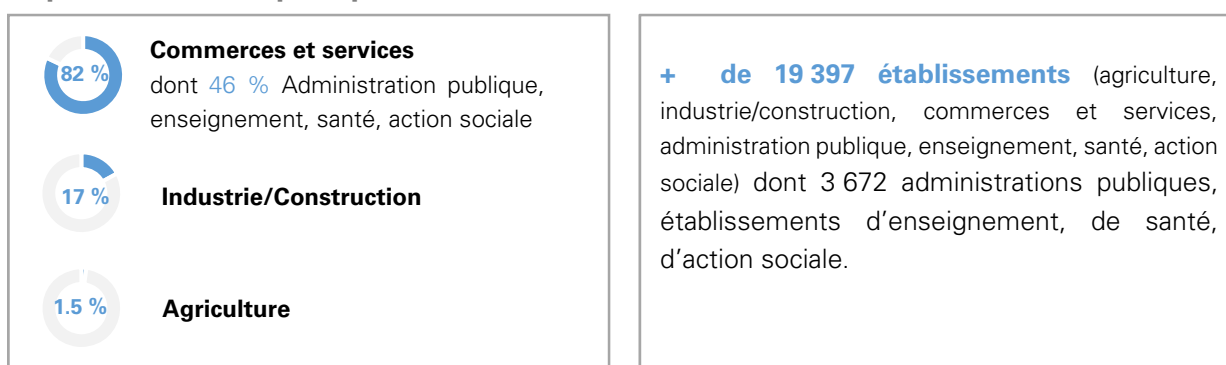 82 %
Commerces et services
dont 46 % Administration publique,
enseignement, santé, action sociale
17 %
Industrie/Construction
1.5 %
Agriculture
+ de 19 397 établissements (agriculture,
industrie/construction, commerces et services,
administration publique, enseignement, santé, action
sociale) dont 3 672 administrations publiques,
établissements d’enseignement, de santé,
d’action sociale.